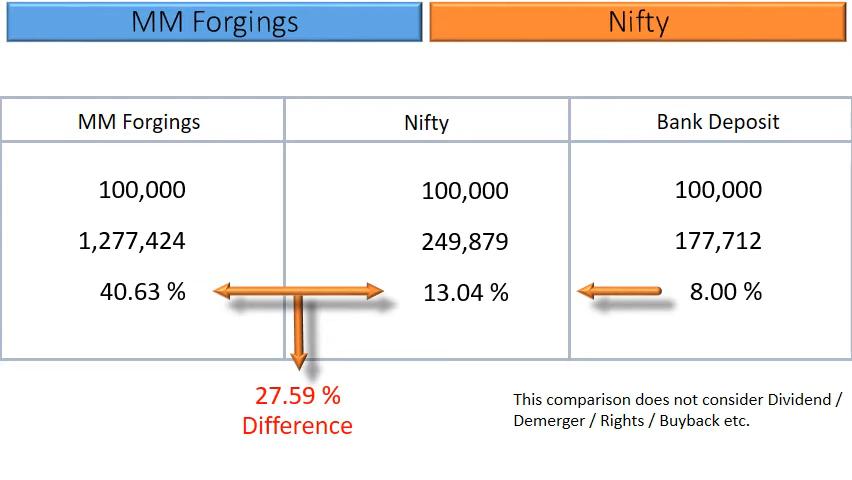 MM Forgings
Nifty
MM Forgings
Nifty
Bank Deposit
100,000
100,000
100,000
1,277,424
249,879
177,712
40.63 %
13.04 %
8.00 %
27.59 %
Difference
This comparison does not consider Dividend /
Demerger / Rights / Buyback etc.